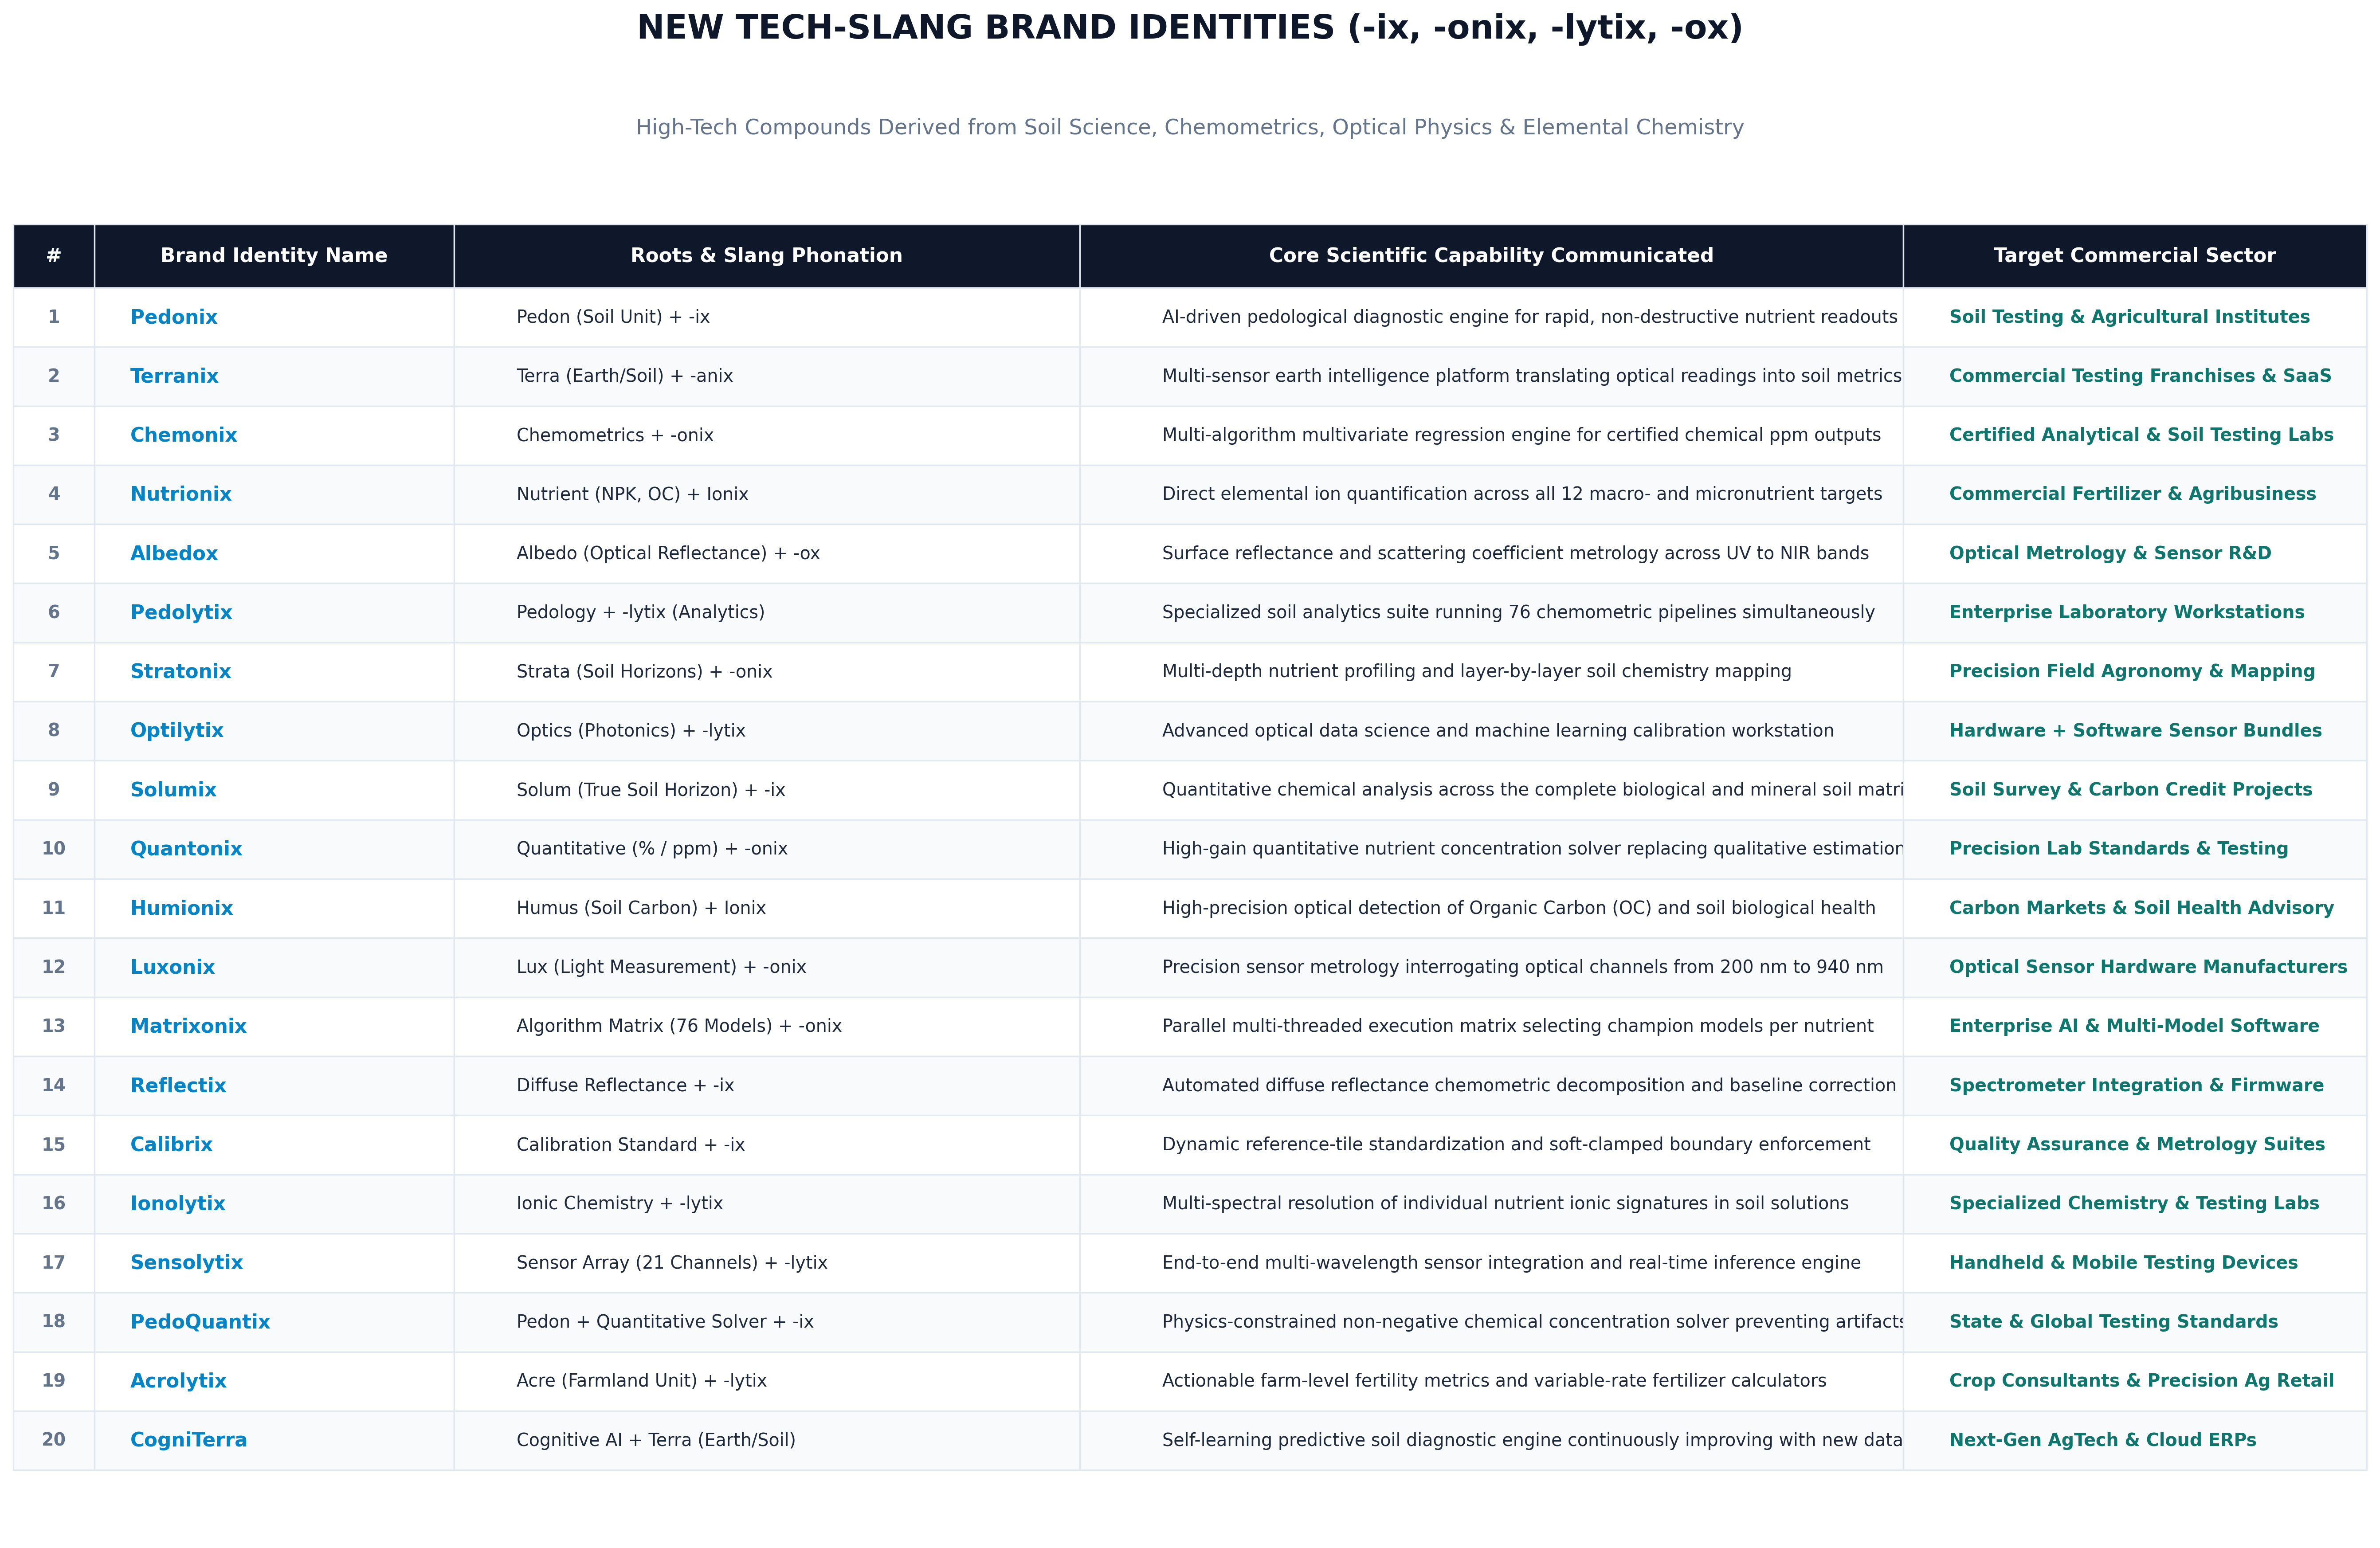 NEW TECH-SLANG BRAND IDENTITIES (-ix, -onix, -lytix, -ox)
High-Tech Compounds Derived from Soil Science, Chemometrics, Optical Physics & Elemental Chemistry
# Brand Identity Name Roots & Slang Phonation Core Scientific Capability Communicated Target Commercial Sector
1 Pedonix Pedon (Soil Unit) + -ix AI-driven pedological diagnostic engine for rapid, non-destructive nutrient readouts Soil Testing & Agricultural Institutes
2 Terranix Terra (Earth/Soil) + -anix Multi-sensor earth intelligence platform translating optical readings into soil metrics Commercial Testing Franchises & SaaS
3 Chemonix Chemometrics + -onix Multi-algorithm multivariate regression engine for certified chemical ppm outputs Certified Analytical & Soil Testing Labs
4 Nutrionix Nutrient (NPK, OC) + Ionix Direct elemental ion quantification across all 12 macro- and micronutrient targets Commercial Fertilizer & Agribusiness
5 Albedox Albedo (Optical Reflectance) + -ox Surface reflectance and scattering coefficient metrology across UV to NIR bands Optical Metrology & Sensor R&D
6 Pedolytix Pedology + -lytix (Analytics) Specialized soil analytics suite running 76 chemometric pipelines simultaneously Enterprise Laboratory Workstations
7 Stratonix Strata (Soil Horizons) + -onix Multi-depth nutrient profiling and layer-by-layer soil chemistry mapping Precision Field Agronomy & Mapping
8 Optilytix Optics (Photonics) + -lytix Advanced optical data science and machine learning calibration workstation Hardware + Software Sensor Bundles
9 Solumix Solum (True Soil Horizon) + -ix Quantitative chemical analysis across the complete biological and mineral soil matri Soil Survey & Carbon Credit Projects
10 Quantonix Quantitative (% / ppm) + -onix High-gain quantitative nutrient concentration solver replacing qualitative estimation Precision Lab Standards & Testing
11 Humionix Humus (Soil Carbon) + Ionix High-precision optical detection of Organic Carbon (OC) and soil biological health Carbon Markets & Soil Health Advisory
12 Luxonix Lux (Light Measurement) + -onix Precision sensor metrology interrogating optical channels from 200 nm to 940 nm Optical Sensor Hardware Manufacturers
13 Matrixonix Algorithm Matrix (76 Models) + -onix Parallel multi-threaded execution matrix selecting champion models per nutrient Enterprise AI & Multi-Model Software
14 Reflectix Diffuse Reflectance + -ix Automated diffuse reflectance chemometric decomposition and baseline correction Spectrometer Integration & Firmware
15 Calibrix Calibration Standard + -ix Dynamic reference-tile standardization and soft-clamped boundary enforcement Quality Assurance & Metrology Suites
16 Ionolytix Ionic Chemistry + -lytix Multi-spectral resolution of individual nutrient ionic signatures in soil solutions Specialized Chemistry & Testing Labs
17 Sensolytix Sensor Array (21 Channels) + -lytix End-to-end multi-wavelength sensor integration and real-time inference engine Handheld & Mobile Testing Devices
18 PedoQuantix Pedon + Quantitative Solver + -ix Physics-constrained non-negative chemical concentration solver preventing artifacts State & Global Testing Standards
19 Acrolytix Acre (Farmland Unit) + -lytix Actionable farm-level fertility metrics and variable-rate fertilizer calculators Crop Consultants & Precision Ag Retail
20 CogniTerra Cognitive AI + Terra (Earth/Soil) Self-learning predictive soil diagnostic engine continuously improving with new data Next-Gen AgTech & Cloud ERPs